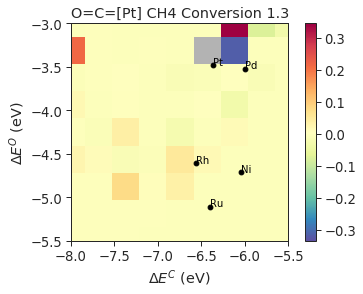 O=C=[Pt] CH4 Conversion 1.3
−3.0
−3.5
−4.0
−4.5
−5.0
−5.5
ΔE^O (eV)
Pt
Pd
Rh
Ni
Ru
−8.0 −7.5 −7.0 −6.5 −6.0 −5.5
ΔE^C (eV)
0.3
0.2
0.1
0.0
−0.1
−0.2
−0.3